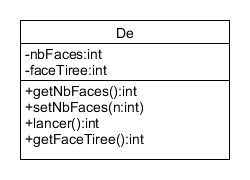 De
-nbFaces:int
-faceTiree:int
+getNbFaces():int
+setNbFaces(n:int)
+lancer():int
+getFaceTiree():int